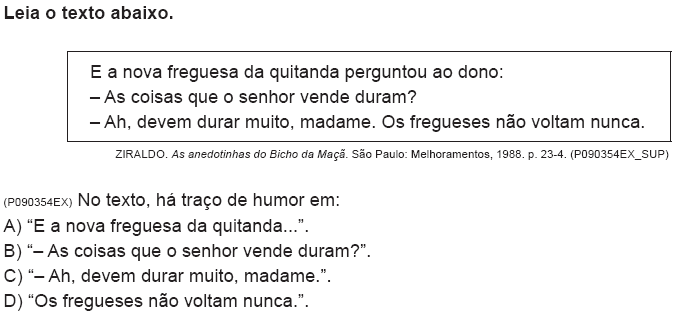 Leia o texto abaixo.
E a nova freguesa da quitanda perguntou ao dono:
– As coisas que o senhor vende duram?
– Ah, devem durar muito, madame. Os fregueses não voltam nunca.
ZIRALDO. As anedotinhas do Bicho da Maçã. São Paulo: Melhoramentos, 1988. p. 23-4. (P090354EX_SUP)
(P090354EX) No texto, há traço de humor em:
A) “E a nova freguesa da quitanda...”.
B) “– As coisas que o senhor vende duram?”.
C) “– Ah, devem durar muito, madame.”.
D) “Os fregueses não voltam nunca.”.